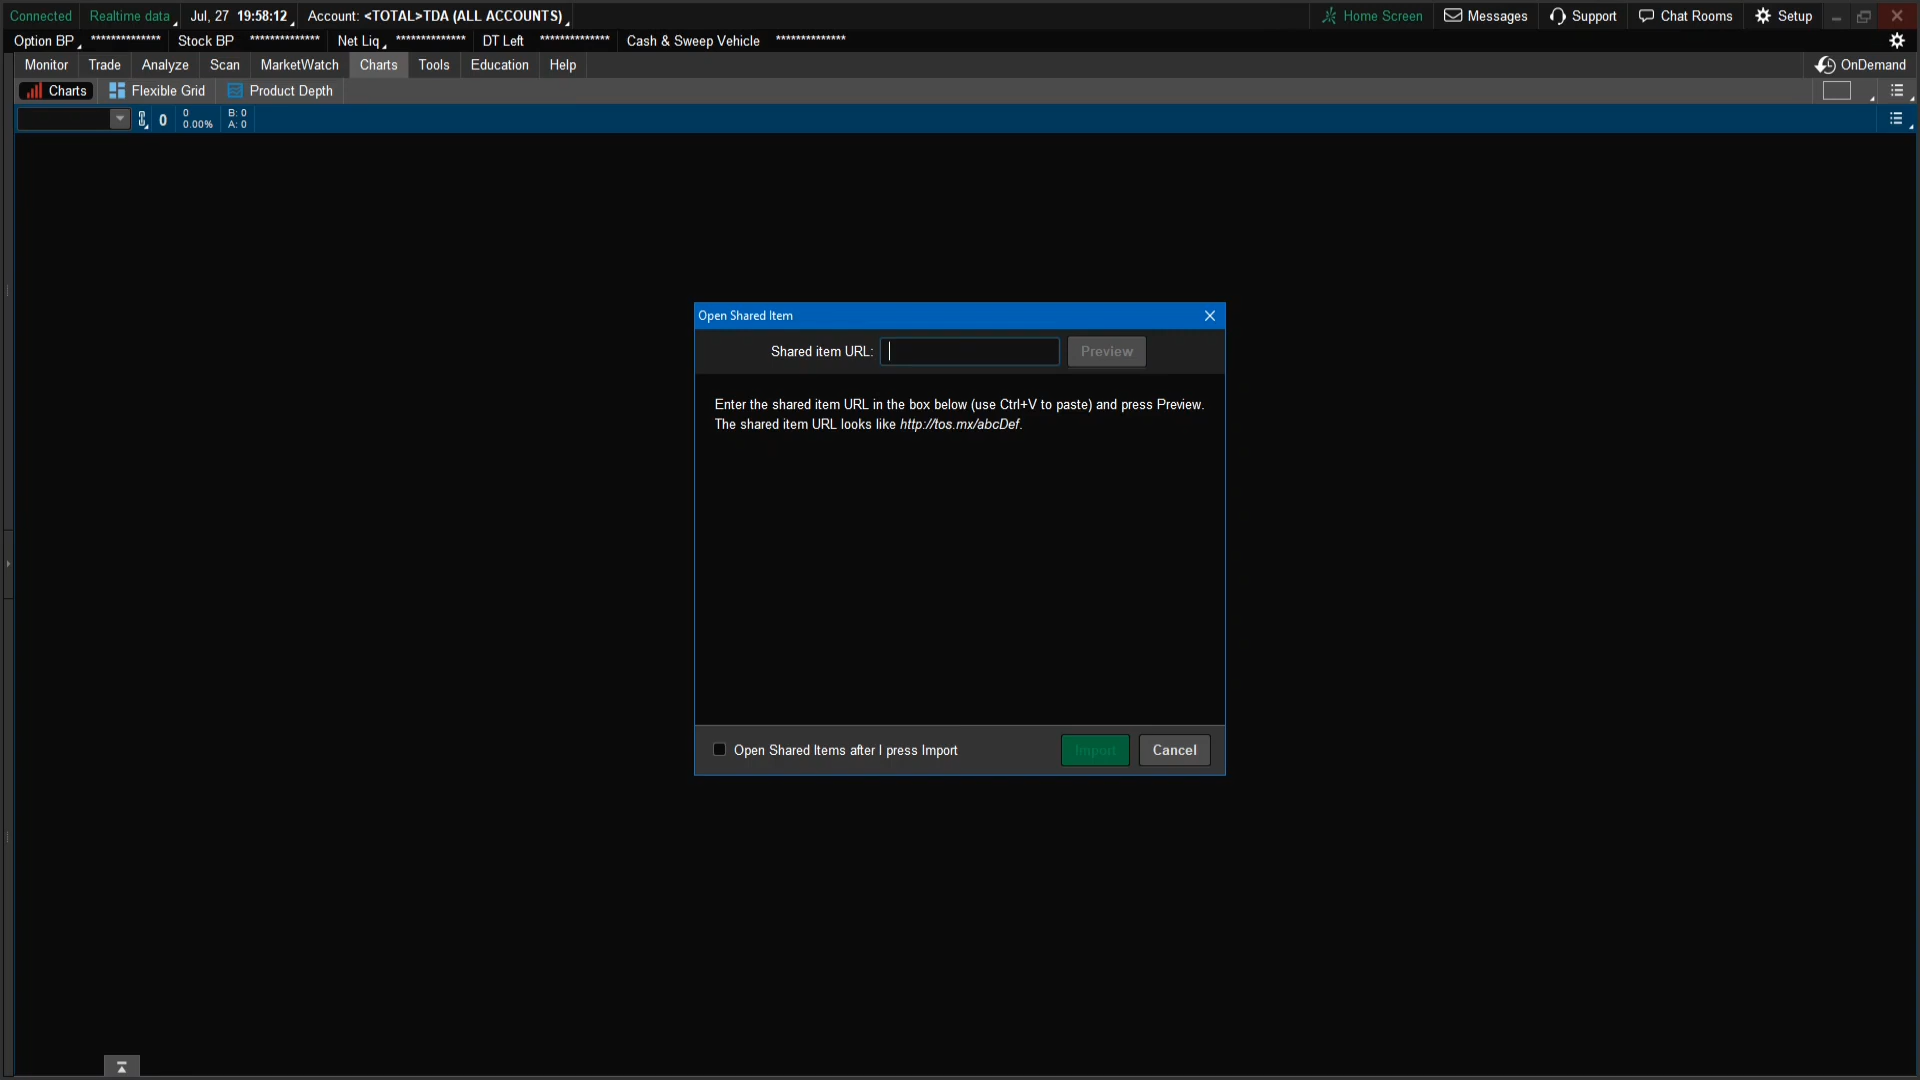 Connected Realtime data Jul, 27 19:58:12 Account: <TOTAL>TDA (ALL ACCOUNTS) Home Screen Messages Support Chat Rooms Setup
Option BP ************** Stock BP ************** Net Liq ************** DT Left ************** Cash & Sweep Vehicle **************
Monitor Trade Analyze Scan MarketWatch Charts Tools Education Help OnDemand
Charts Flexible Grid Product Depth
0 0 B: 0
0.00% A: 0
Open Shared Item
Shared item URL: Preview
Enter the shared item URL in the box below (use Ctrl+V to paste) and press Preview.
The shared item URL looks like http://tos.mx/abcDef.
Open Shared Items after I press Import Import Cancel